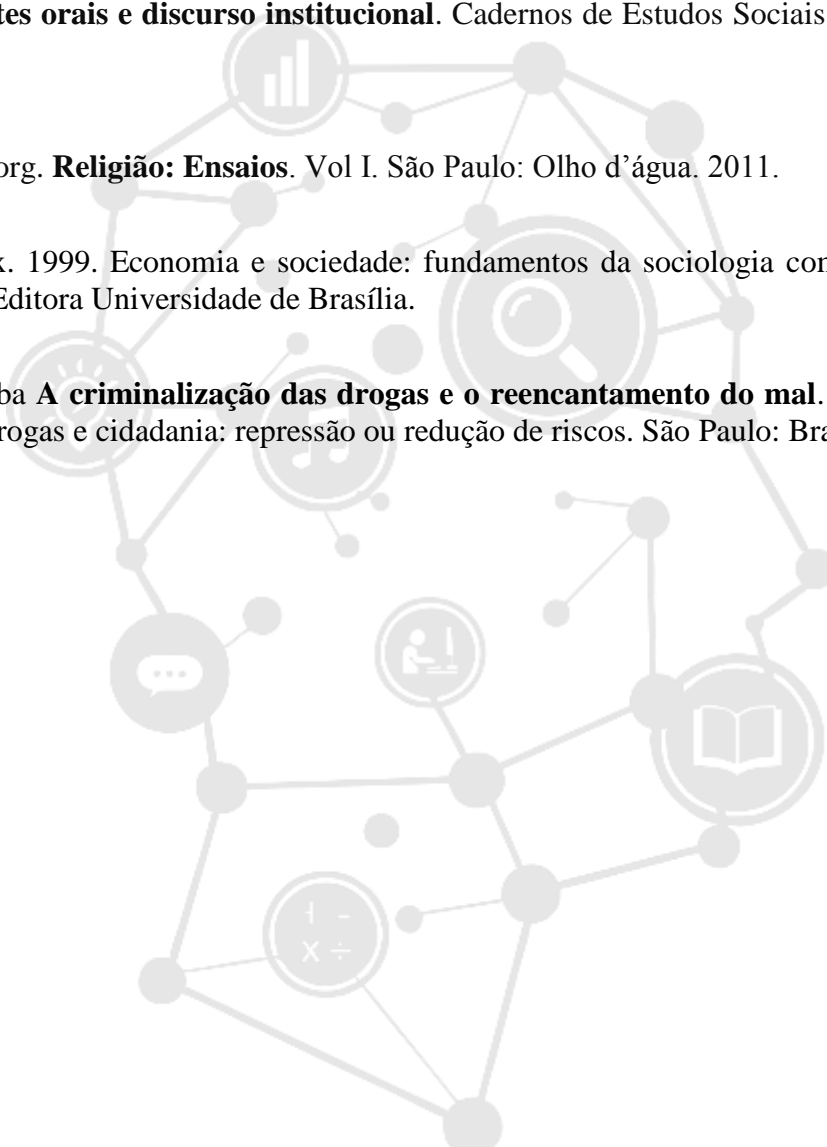 tes orais e discurso institucional. Cadernos de Estudos Sociais
org. Religião: Ensaios. Vol I. São Paulo: Olho d’água. 2011.
x. 1999. Economia e sociedade: fundamentos da sociologia con
Editora Universidade de Brasília.
ba A criminalização das drogas e o reencantamento do mal.
rogas e cidadania: repressão ou redução de riscos. São Paulo: Bra